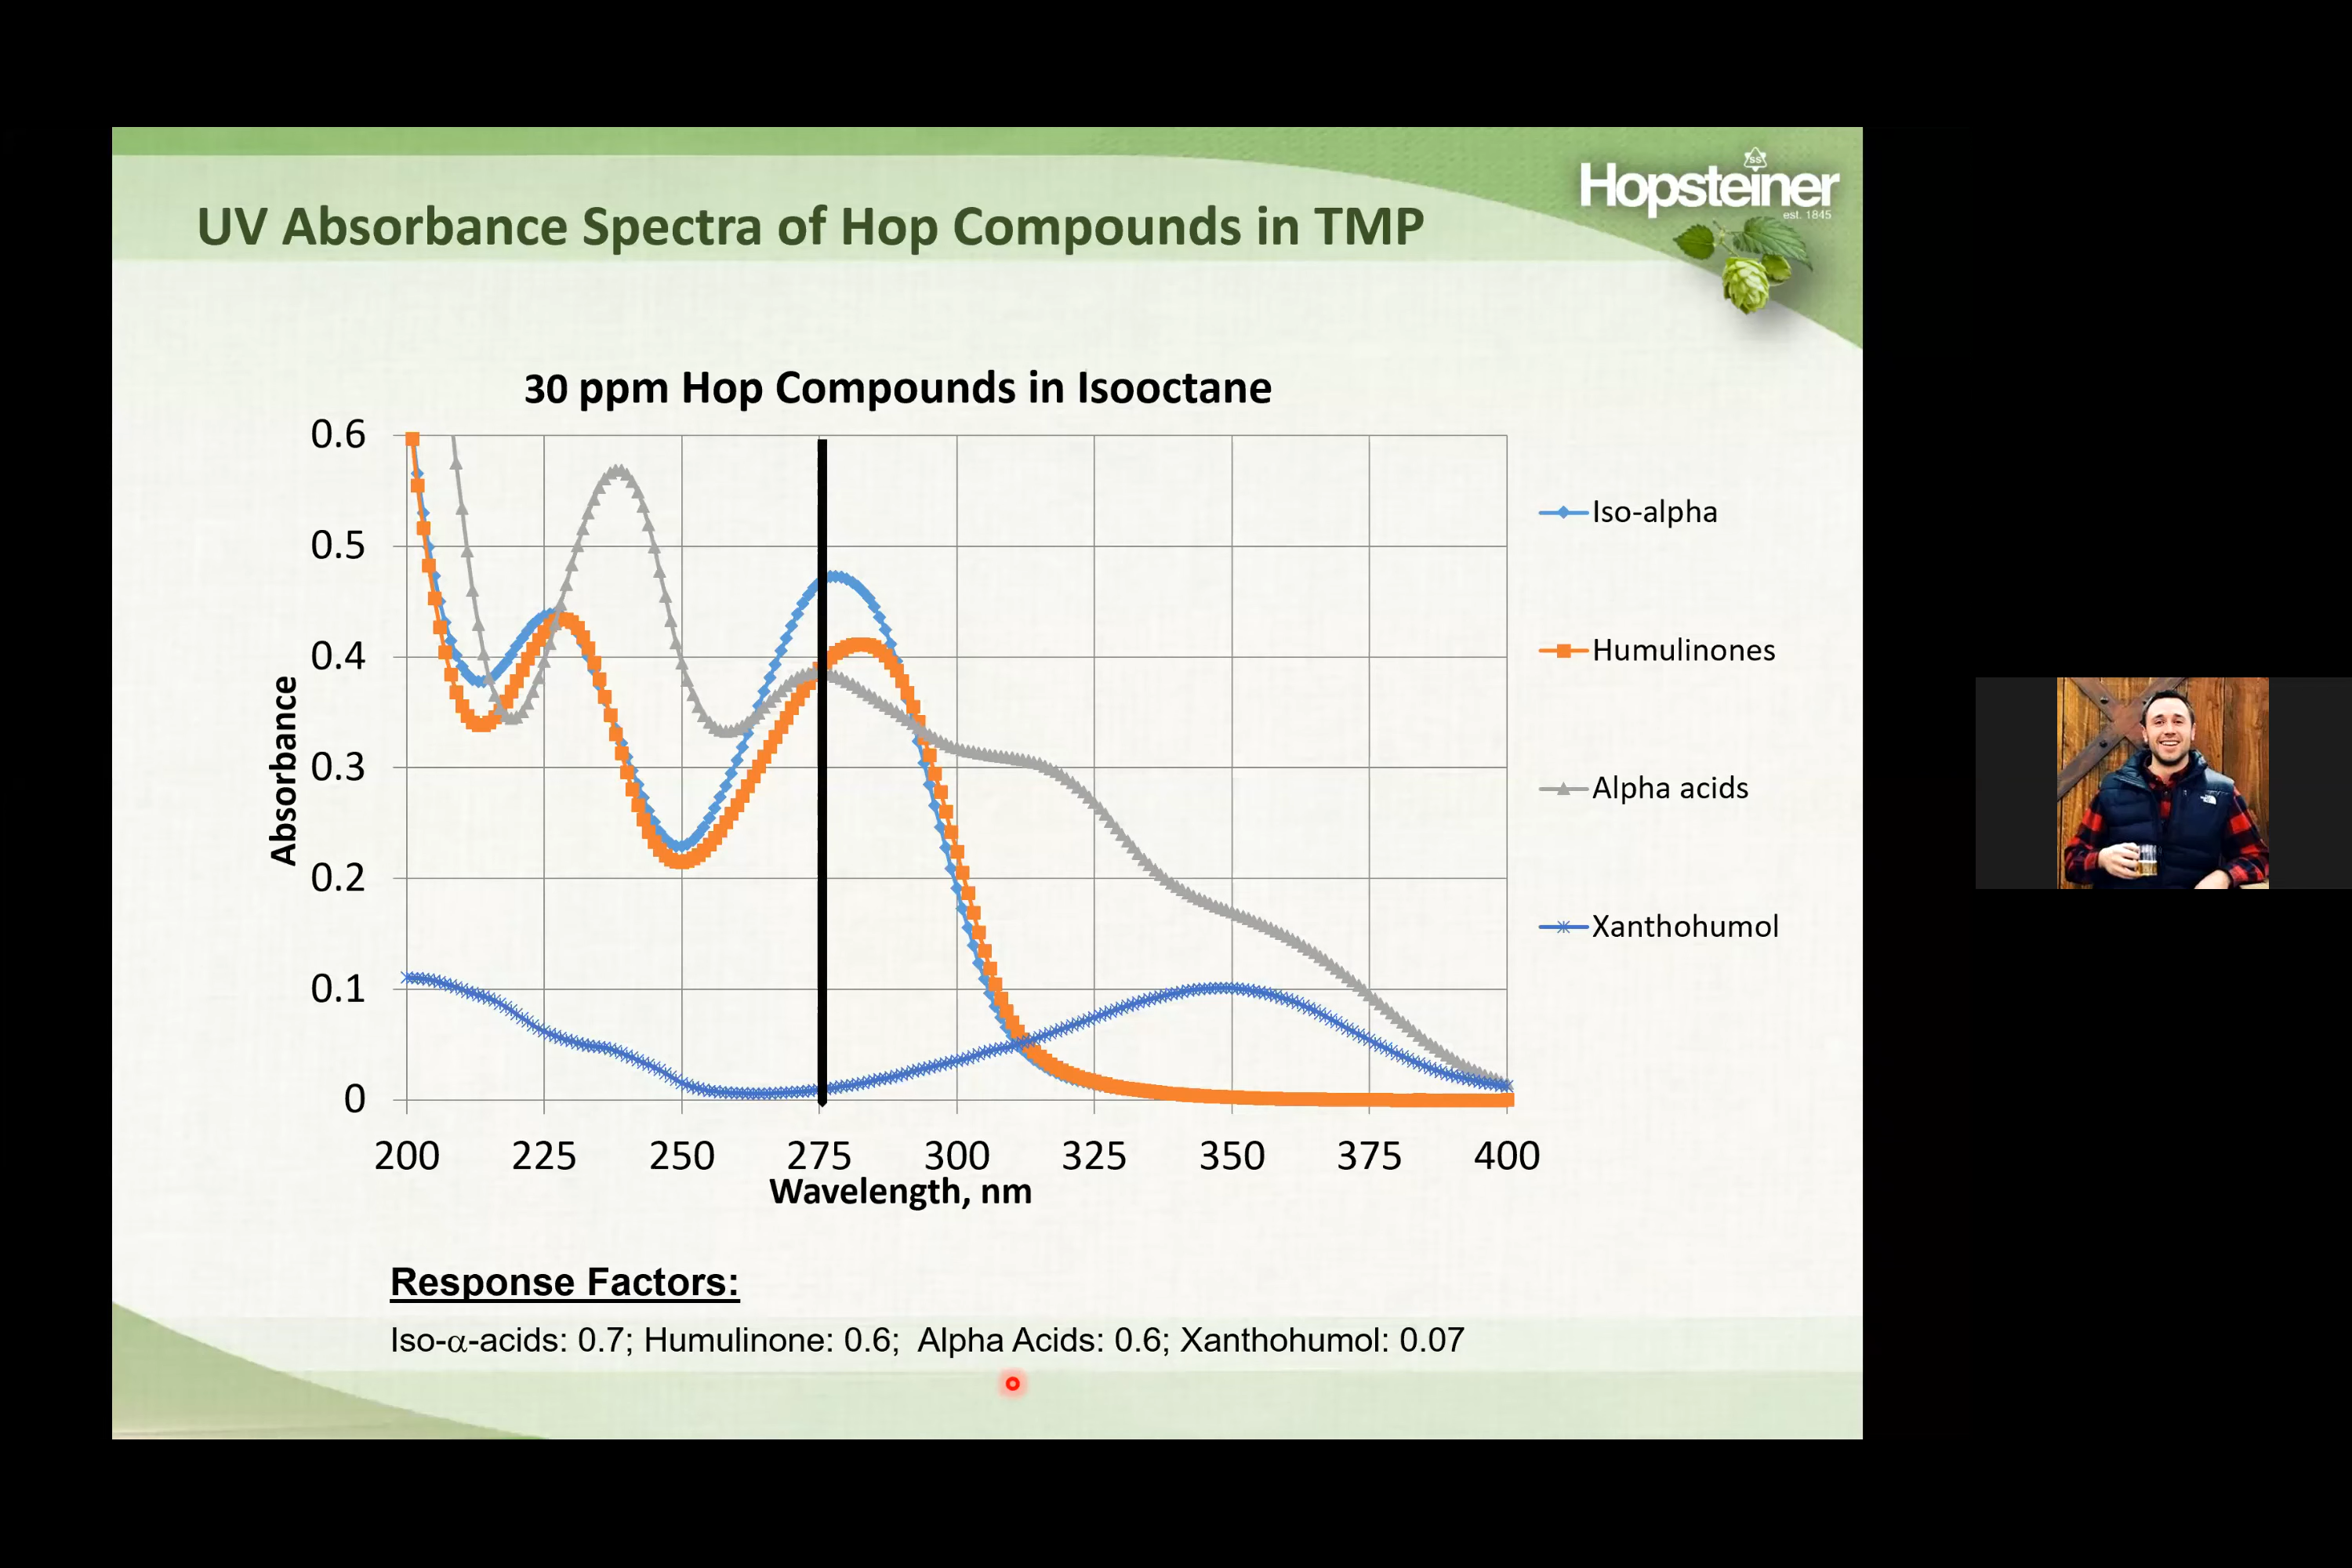 Hopsteiner
SS
est. 1845
UV Absorbance Spectra of Hop Compounds in TMP
30 ppm Hop Compounds in Isooctane
0.6
0.5
0.4
0.3
0.2
0.1
0
Absorbance
200 225 250 275 300 325 350 375 400
Wavelength, nm
Iso-alpha
Humulinones
Alpha acids
Xanthohumol
Response Factors:
Iso-α-acids: 0.7; Humulinone: 0.6; Alpha Acids: 0.6; Xanthohumol: 0.07